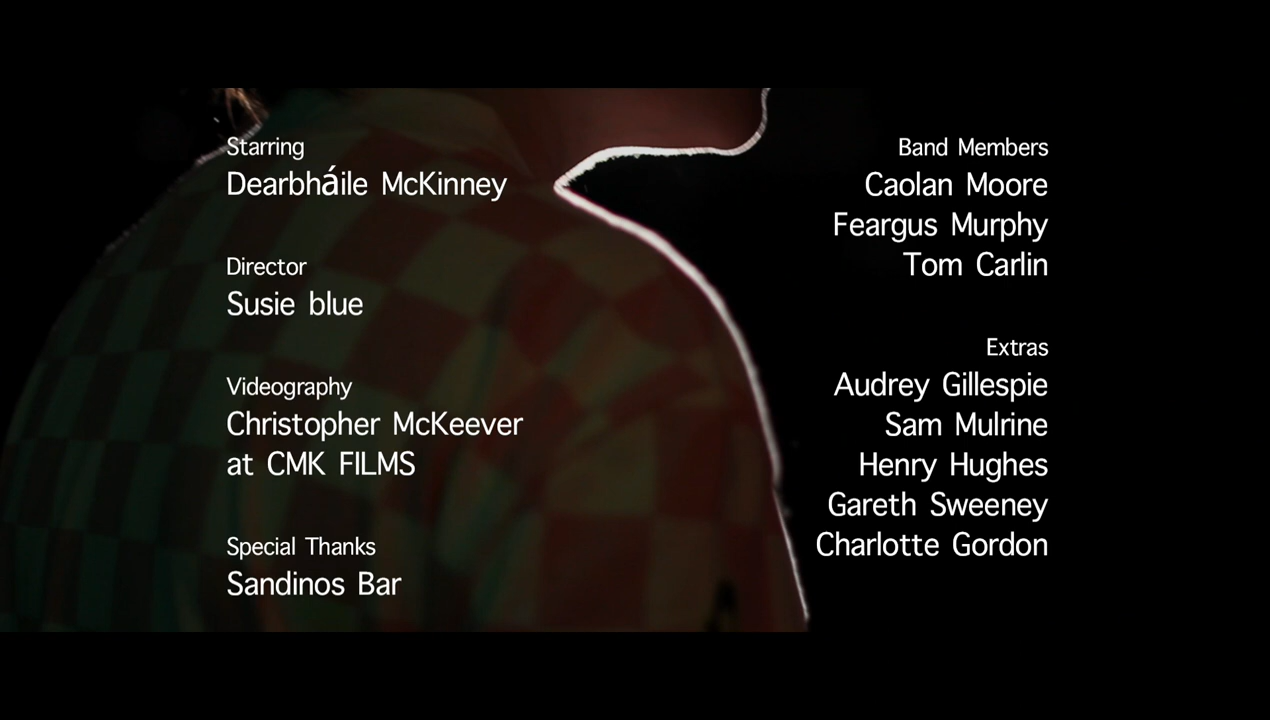 Starring
Dearbháile McKinney
Director
Susie blue
Videography
Christopher McKeever
at CMK FILMS
Special Thanks
Sandinos Bar
Band Members
Caolan Moore
Feargus Murphy
Tom Carlin
Extras
Audrey Gillespie
Sam Mulrine
Henry Hughes
Gareth Sweeney
Charlotte Gordon